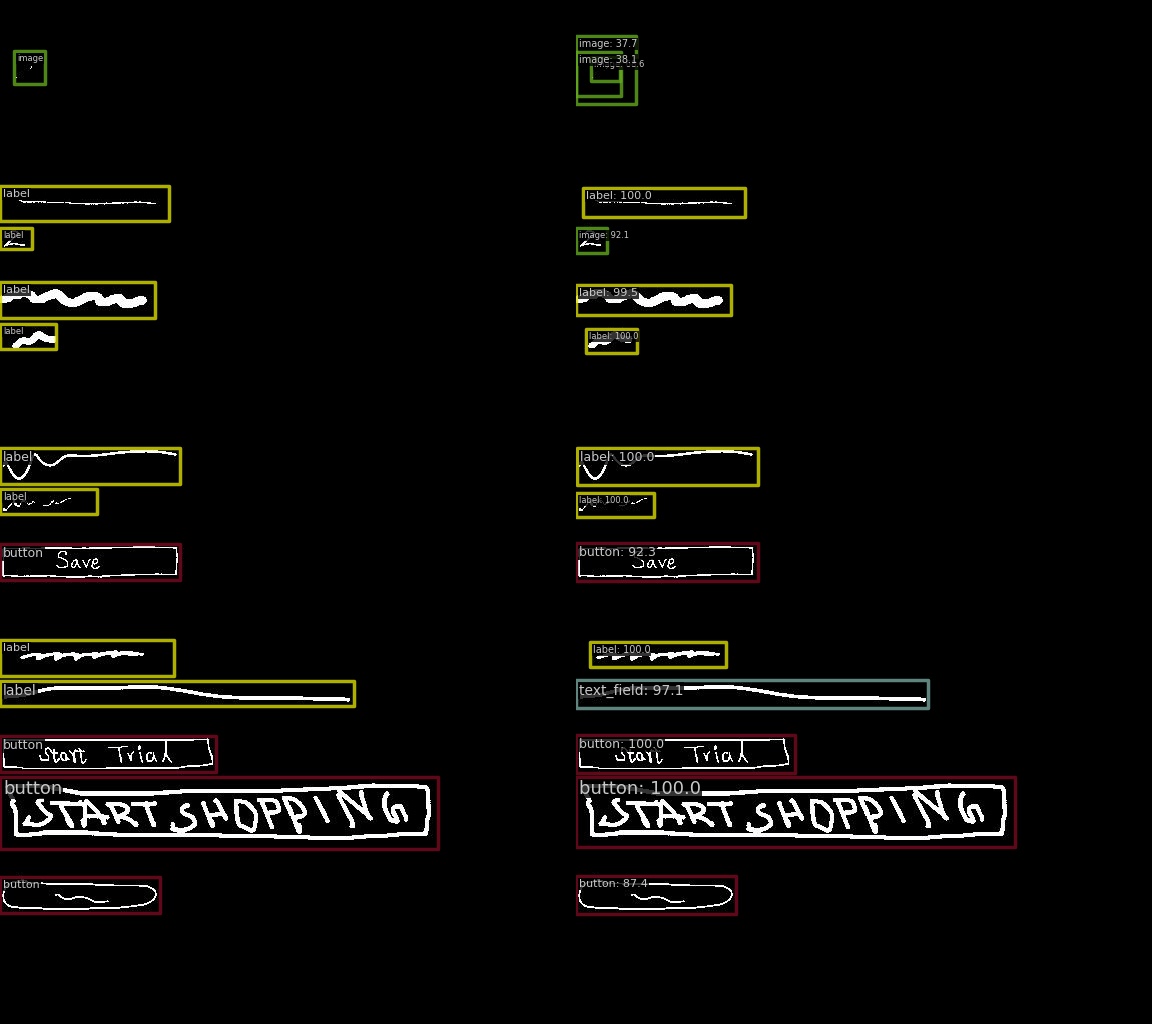 image image: 37.7
image: 38.1
label label: 100.0
label image: 92.1
label label: 99.5
label label: 100.0
label label: 100.0
label label: 100.0
button button: 92.3
Save Save
label label: 100.0
label text_field: 97.1
button button: 100.0
Start Trial Start Trial
button button: 100.0
START SHOPPING START SHOPPING
button button: 87.4